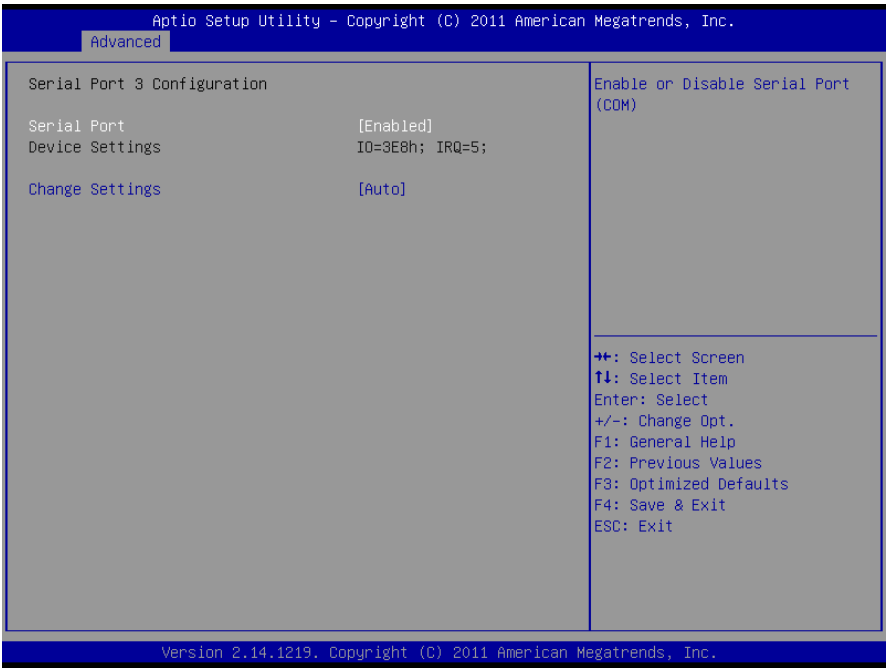 Aptio Setup Utility – Copyright (C) 2011 American Megatrends, Inc.
Advanced
Serial Port 3 Configuration
Serial Port [Enabled]
Device Settings IO=3E8h; IRQ=5;
Change Settings [Auto]
Enable or Disable Serial Port
(COM)
→←: Select Screen
↑↓: Select Item
Enter: Select
+/-: Change Opt.
F1: General Help
F2: Previous Values
F3: Optimized Defaults
F4: Save & Exit
ESC: Exit
Version 2.14.1219. Copyright (C) 2011 American Megatrends, Inc.